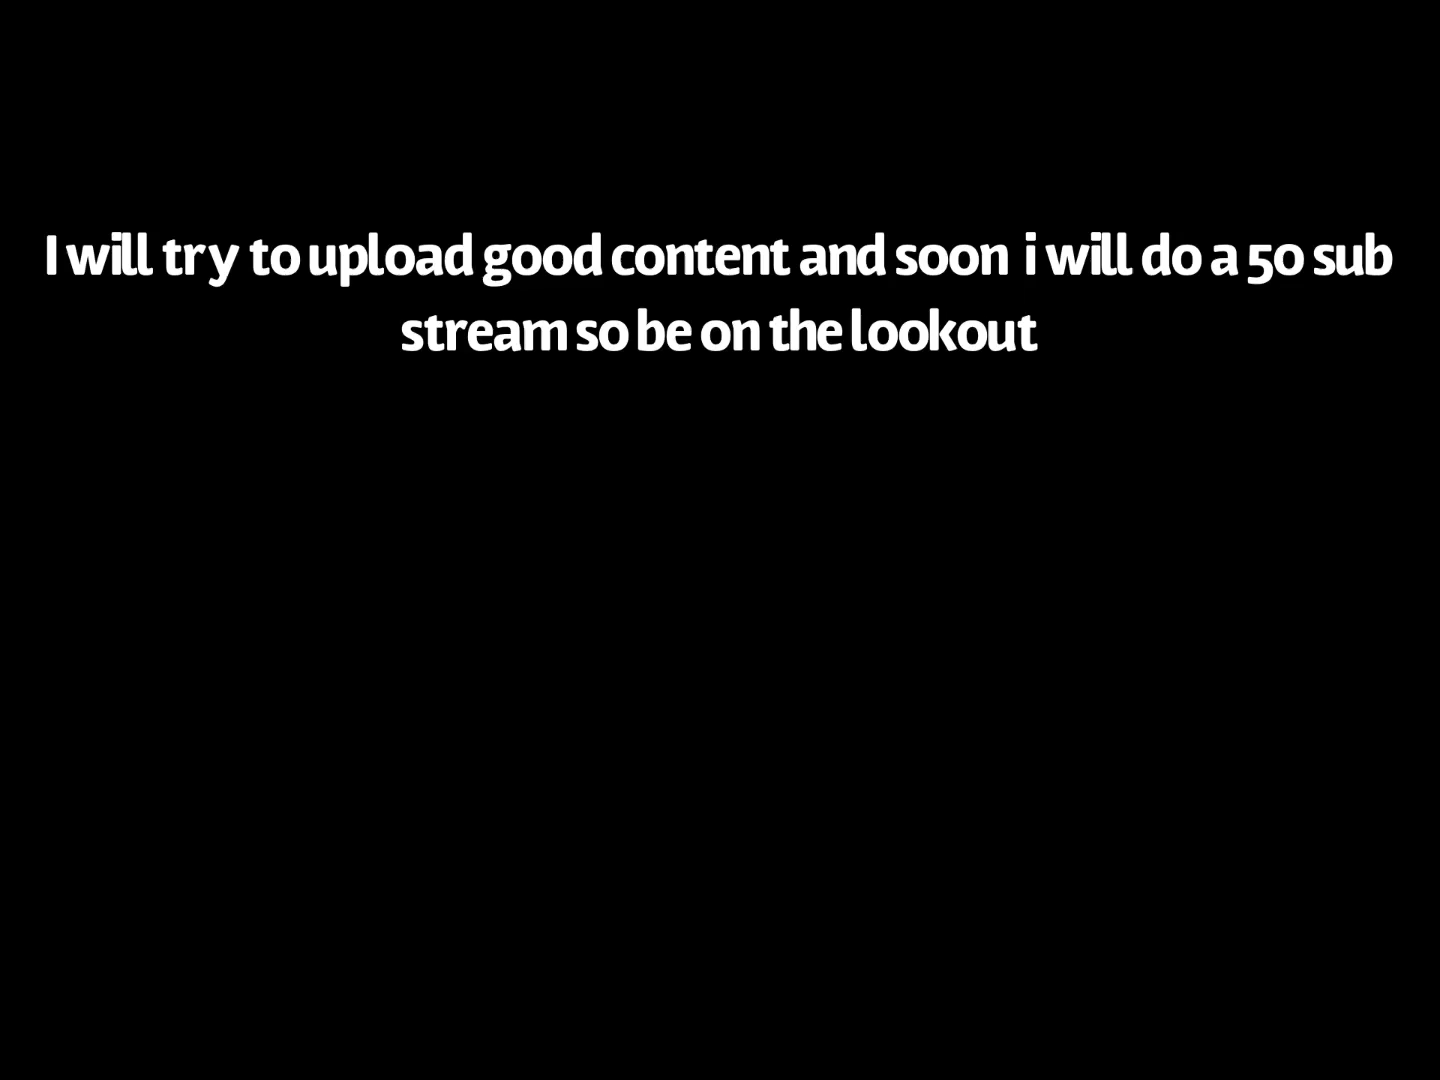 I will try to upload good content and soon i will do a 50 sub
stream so be on the lookout